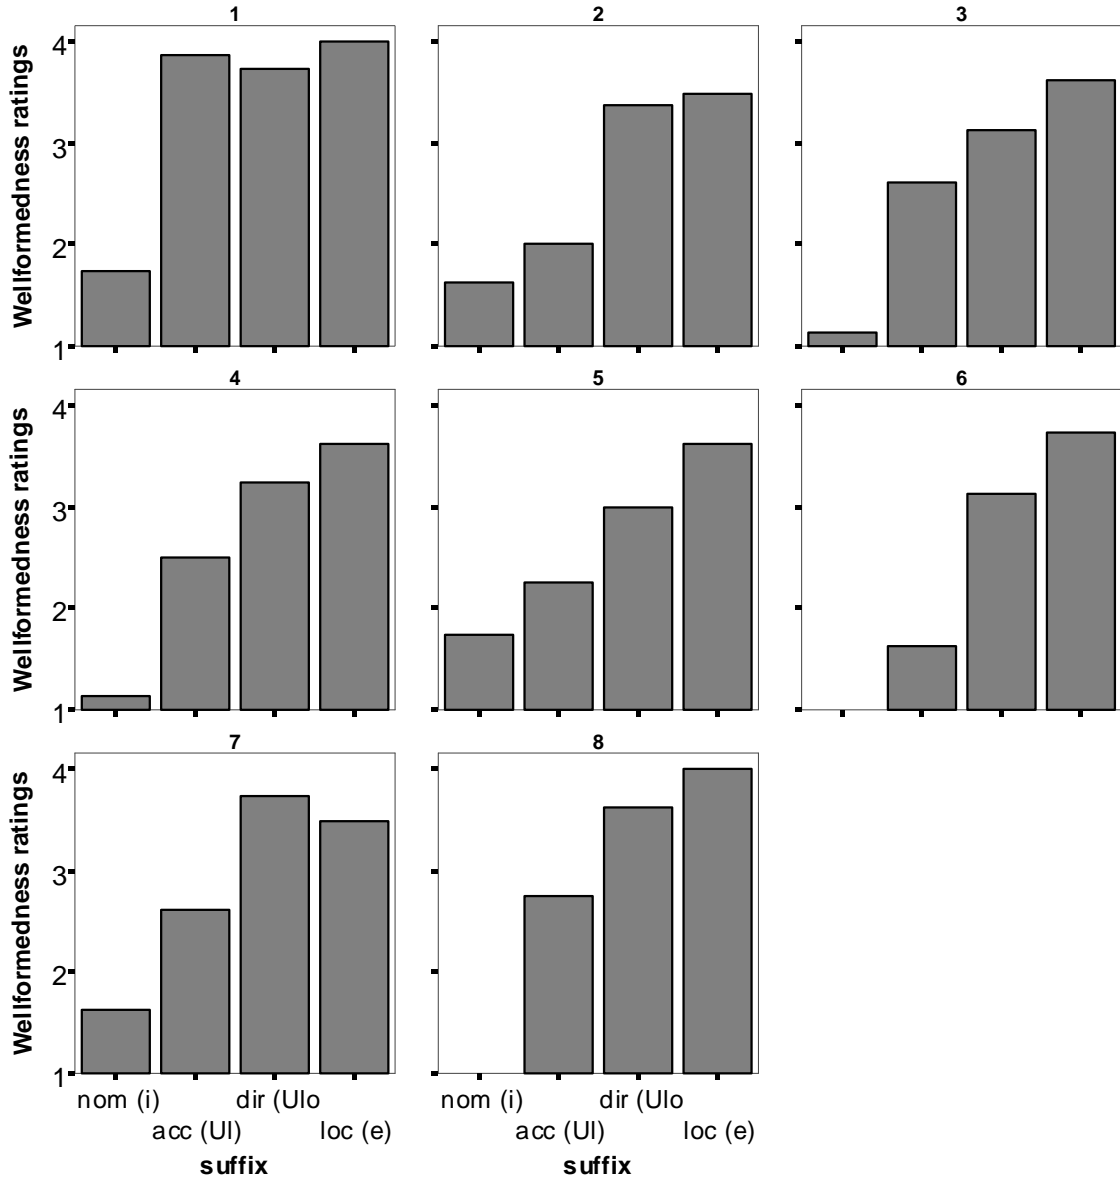 1
2
3
Wellformedness ratings
4
3
2
1
4
5
6
Wellformedness ratings
4
3
2
1
7
8
Wellformedness ratings
4
3
2
1
nom (i)
dir (Ulo
nom (i)
dir (Ulo
acc (Ul)
loc (e)
acc (Ul)
loc (e)
suffix
suffix